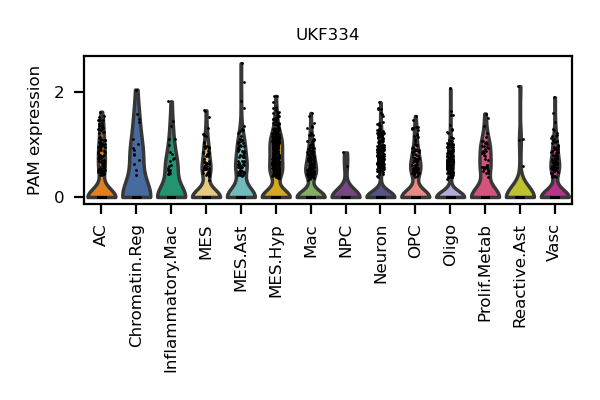 UKF334
PAM expression
2
0
AC
Chromatin.Reg
Inflammatory.Mac
MES
MES.Ast
MES.Hyp
Mac
NPC
Neuron
OPC
Oligo
Prolif.Metab
Reactive.Ast
Vasc